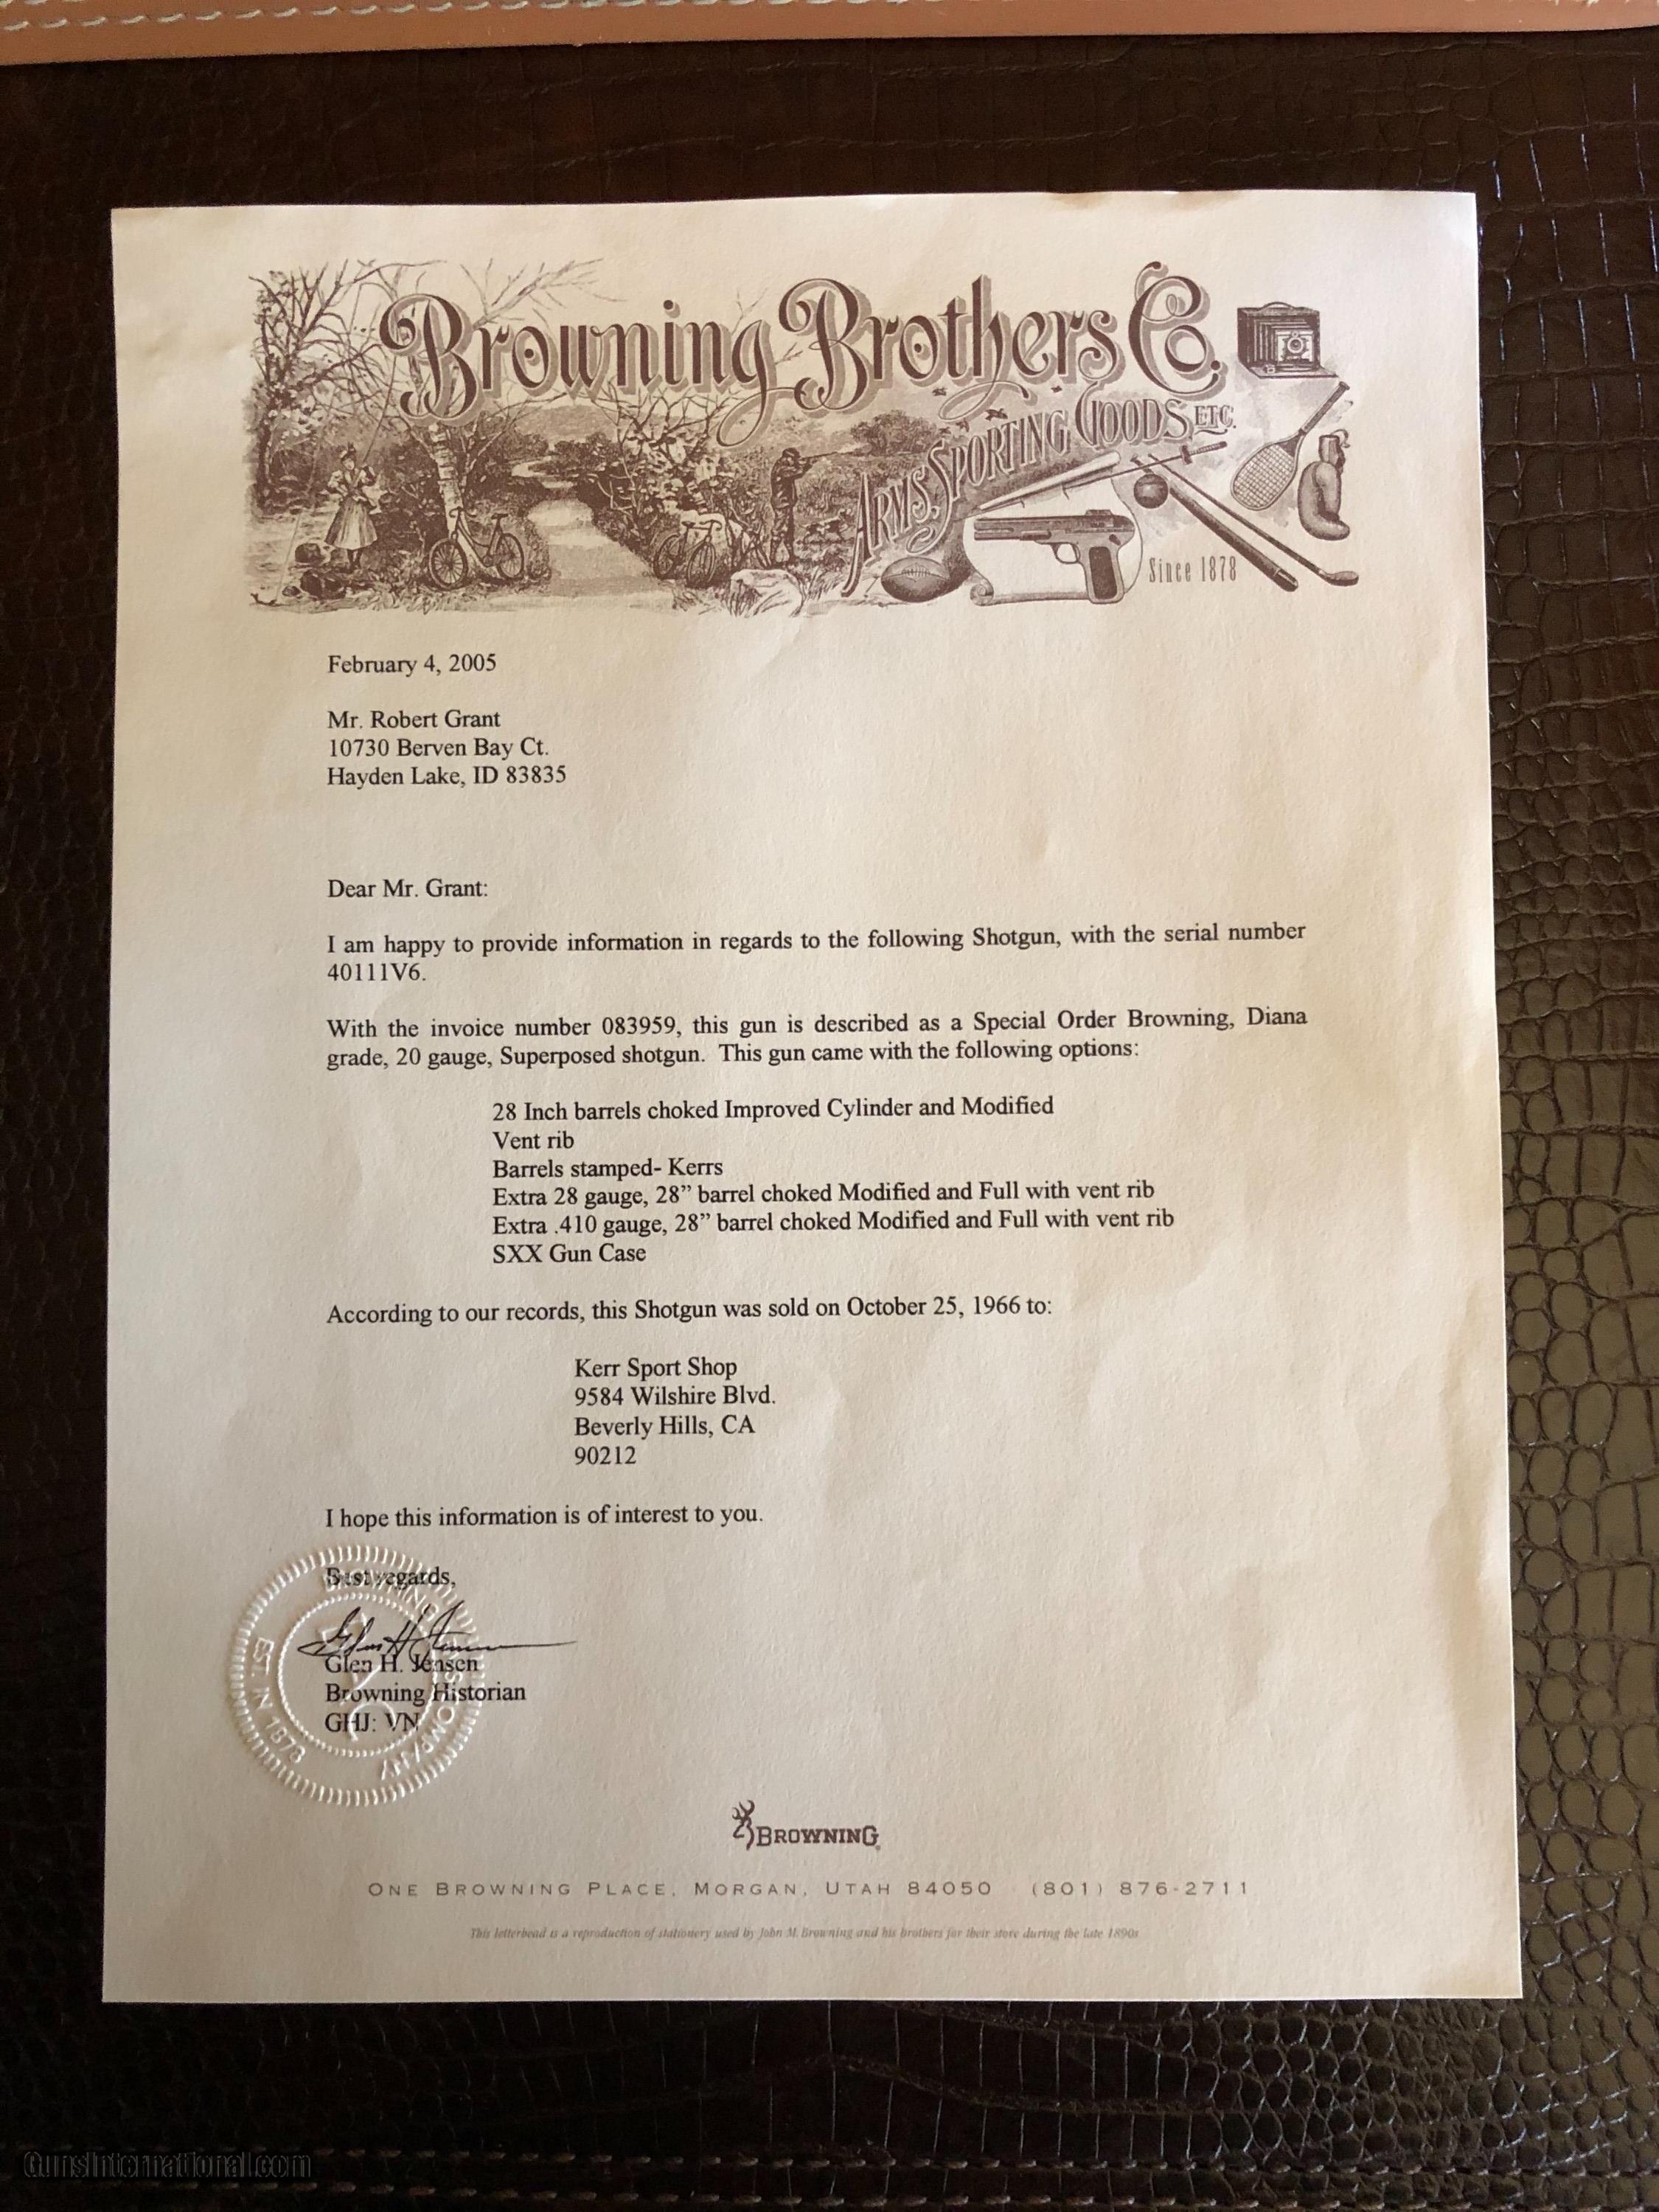 Browning Brothers Co.
Arms, Sporting Goods, etc.
Since 1878
February 4, 2005
Mr. Robert Grant
10730 Berven Bay Ct.
Hayden Lake, ID 83835
Dear Mr. Grant:
I am happy to provide information in regards to the following Shotgun, with the serial number
40111V6.
With the invoice number 083959, this gun is described as a Special Order Browning, Diana
grade, 20 gauge, Superposed shotgun. This gun came with the following options:
28 Inch barrels choked Improved Cylinder and Modified
Vent rib
Barrels stamped- Kerrs
Extra 28 gauge, 28” barrel choked Modified and Full with vent rib
Extra .410 gauge, 28” barrel choked Modified and Full with vent rib
SXX Gun Case
According to our records, this Shotgun was sold on October 25, 1966 to:
Kerr Sport Shop
9584 Wilshire Blvd.
Beverly Hills, CA
90212
I hope this information is of interest to you.
Best regards,
Glen H. Jensen
Browning Historian
GHJ: VN
COMPANY
EST. IN 1878
BROWNING
ONE BROWNING PLACE, MORGAN, UTAH 84050 (801) 876-2711
This letterhead is a reproduction of stationery used by John M. Browning and his brothers for their store during the late 1890s
GunsInternational.com